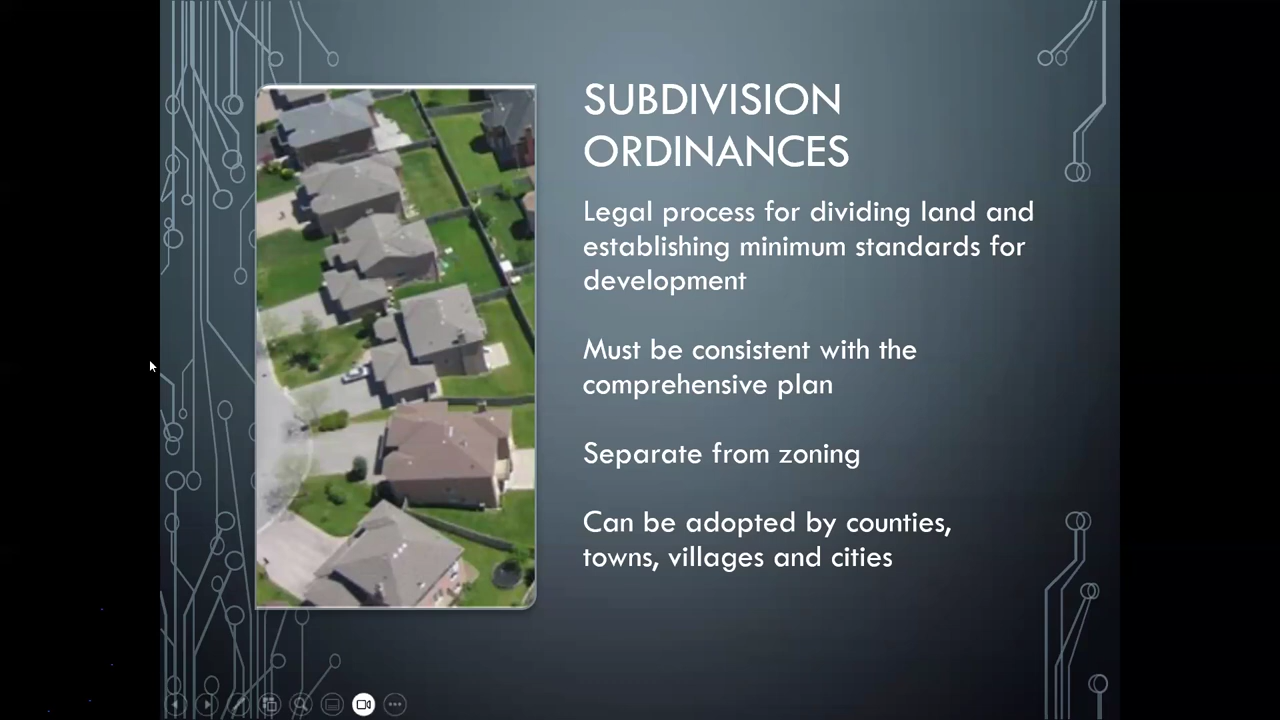 SUBDIVISION
ORDINANCES
Legal process for dividing land and
establishing minimum standards for
development
Must be consistent with the
comprehensive plan
Separate from zoning
Can be adopted by counties,
towns, villages and cities